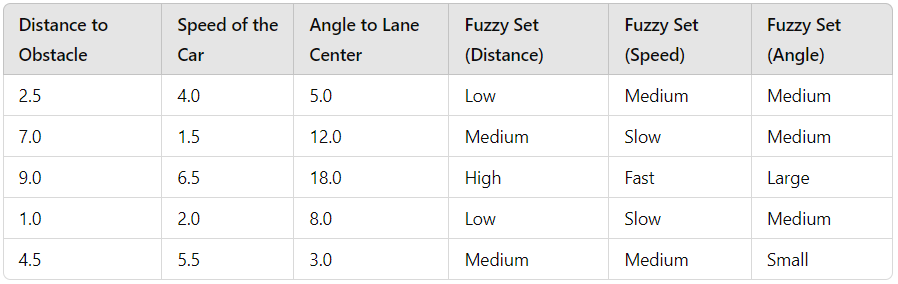 Distance to Obstacle Speed of the Car Angle to Lane Center Fuzzy Set (Distance) Fuzzy Set (Speed) Fuzzy Set (Angle)
2.5 4.0 5.0 Low Medium Medium
7.0 1.5 12.0 Medium Slow Medium
9.0 6.5 18.0 High Fast Large
1.0 2.0 8.0 Low Slow Medium
4.5 5.5 3.0 Medium Medium Small